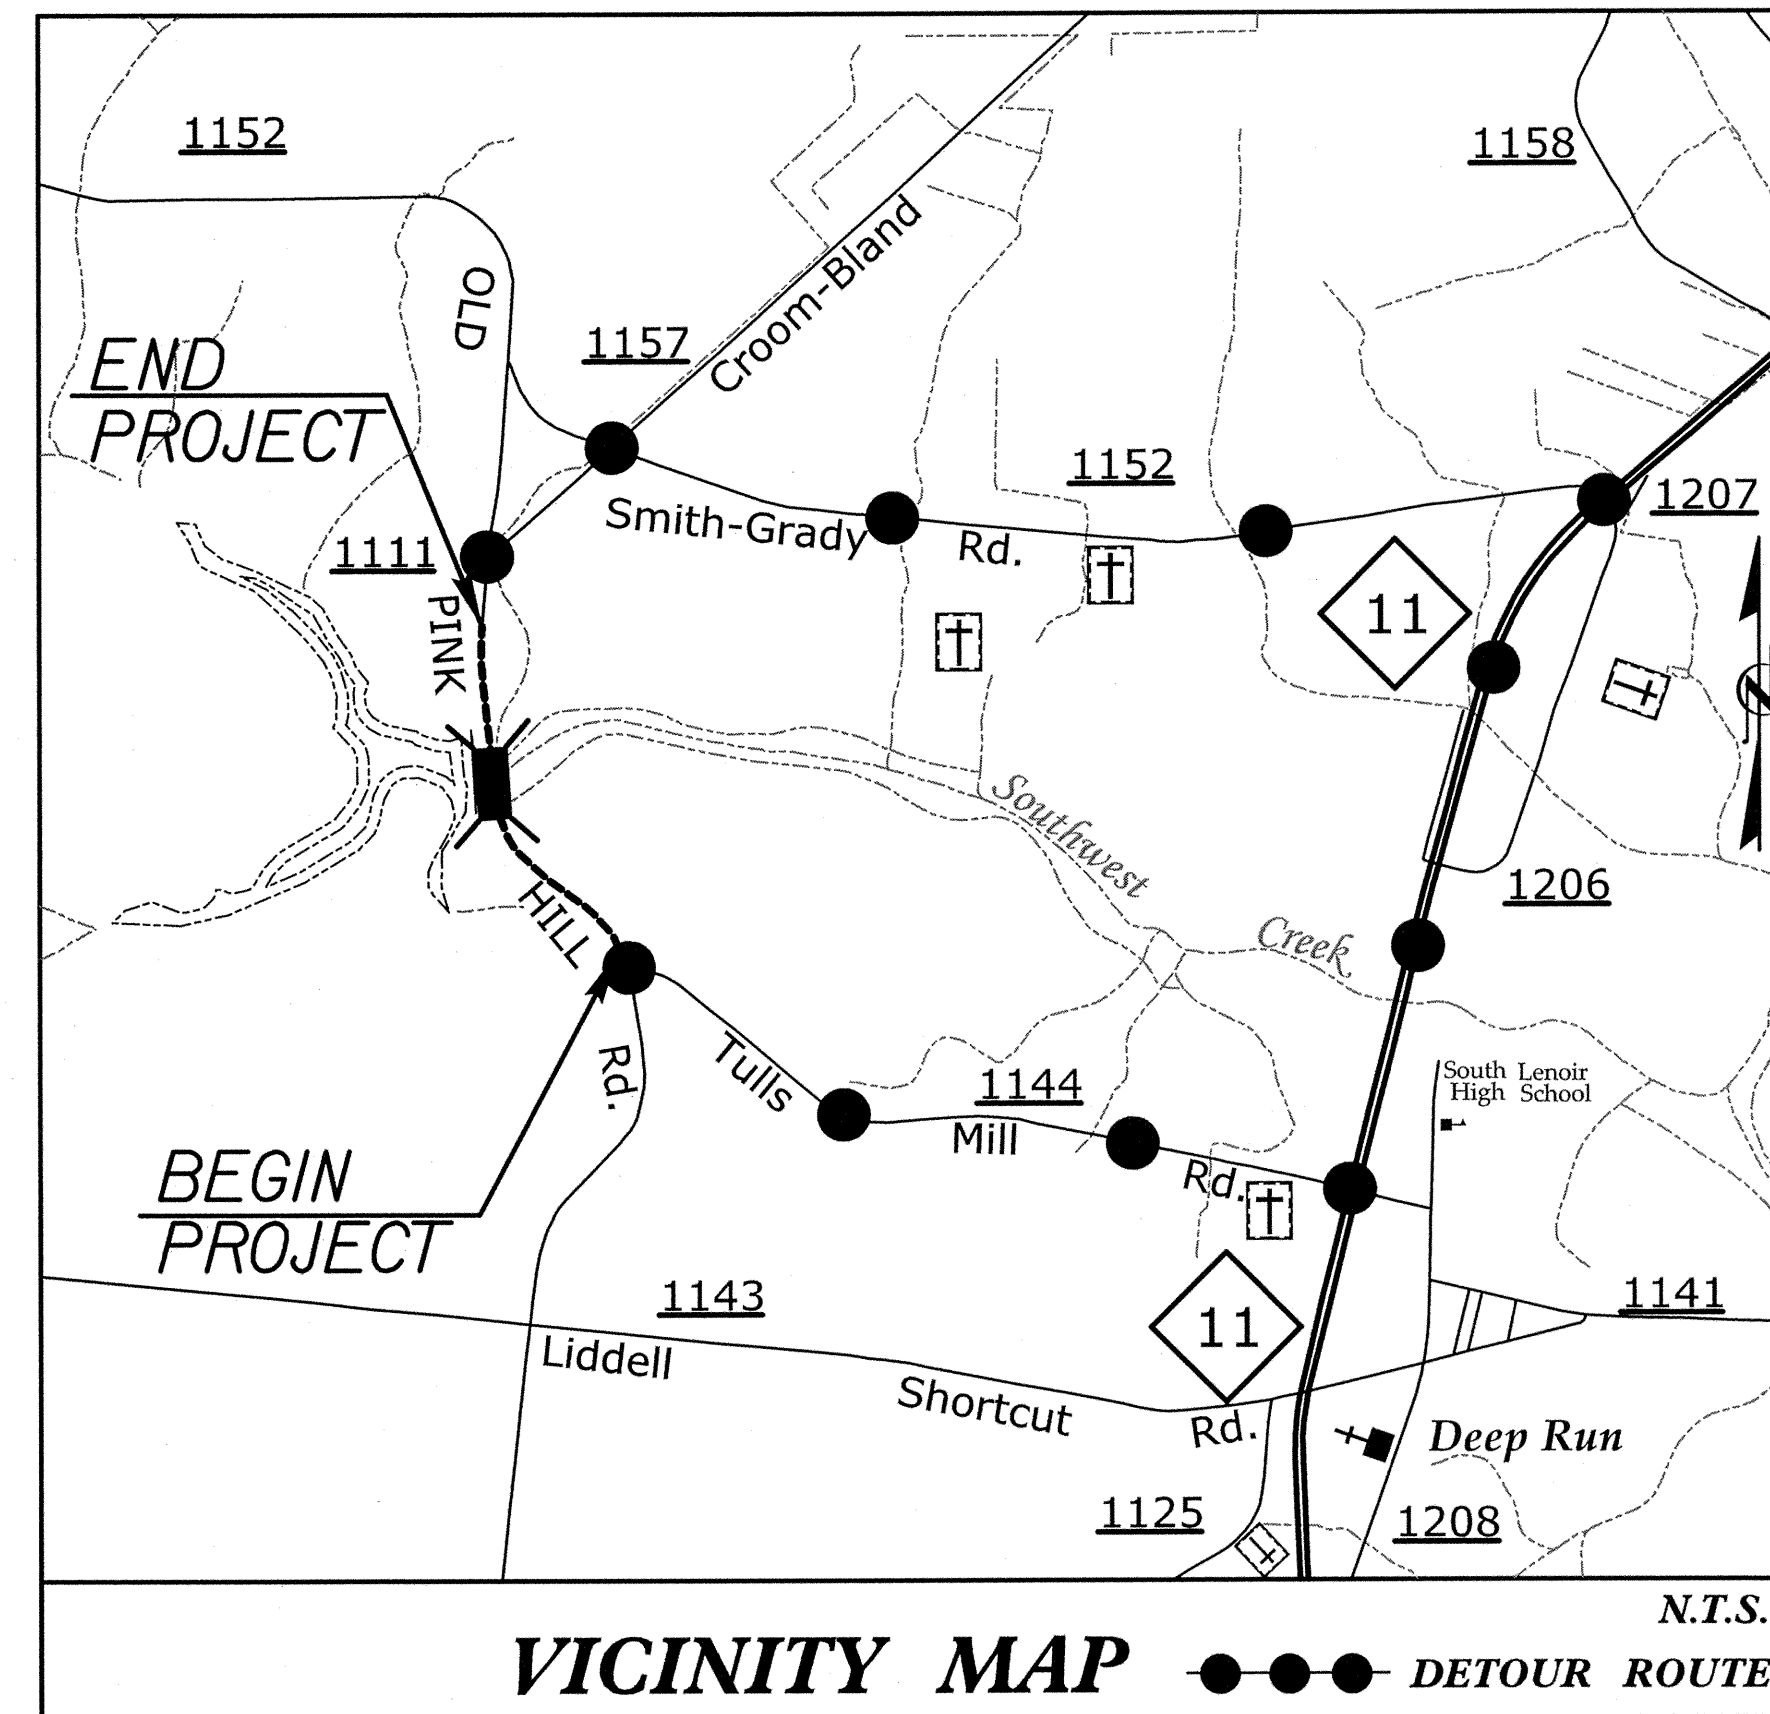 1152
1158
OLD
1157
Croom-Bland
END
PROJECT
1152
1207
Smith-Grady
Rd.
1111
11
PINK
Southwest
1206
HILL
Creek
Rd.
Tulls
1144
Mill
Rd.
South Lenoir
High School
BEGIN
PROJECT
1143
1141
11
Liddell
Shortcut
Rd.
Deep Run
1125
1208
N.T.S.
VICINITY MAP
DETOUR ROUTE